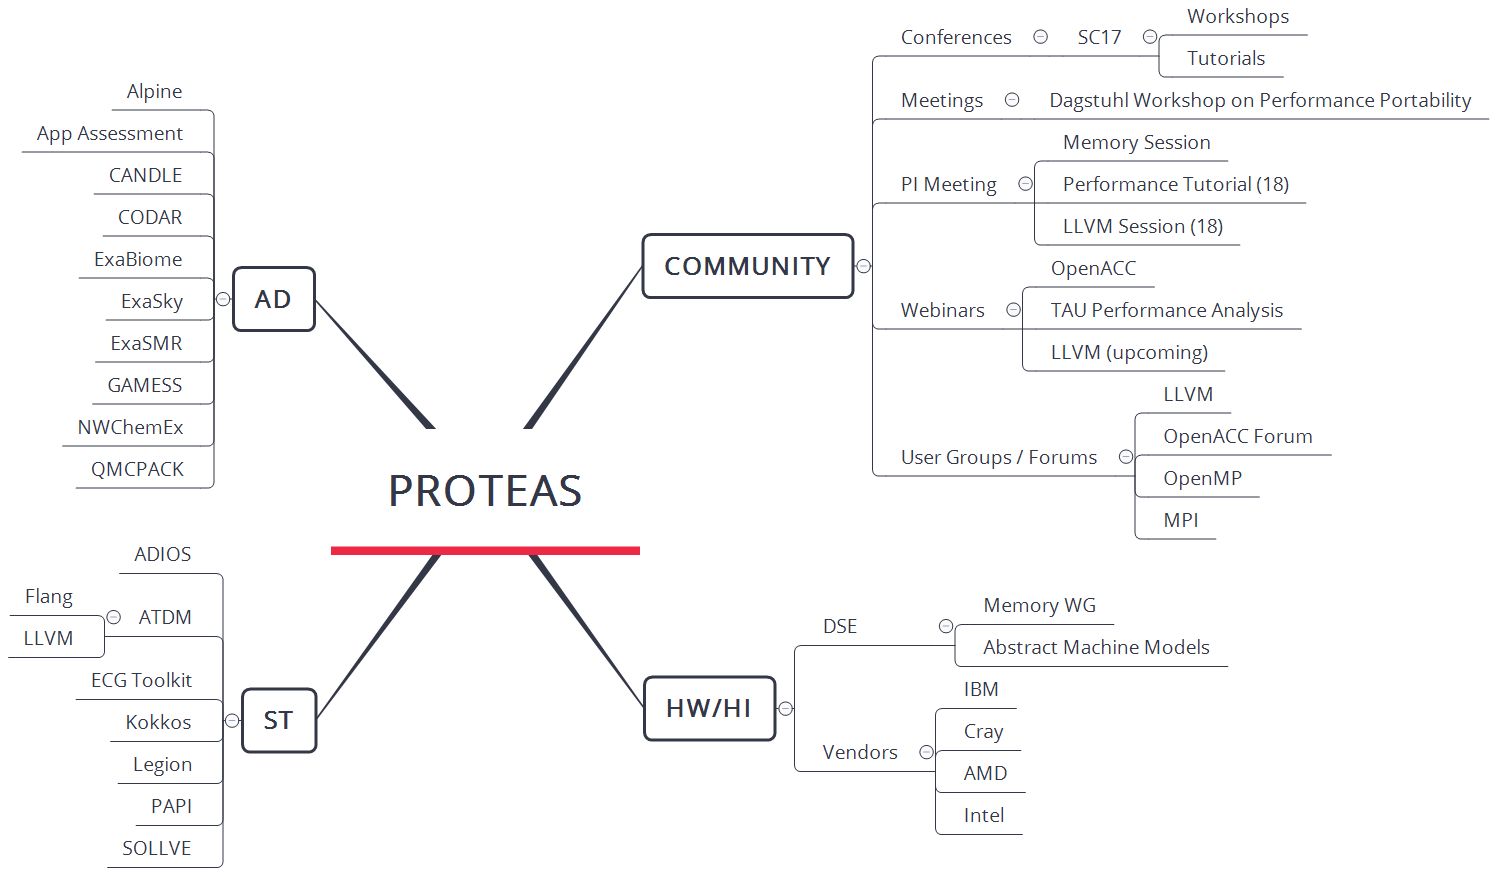 PROTEAS
AD
Alpine
App Assessment
CANDLE
CODAR
ExaBiome
ExaSky
ExaSMR
GAMESS
NWChemEx
QMCPACK
ST
ADIOS
ATDM
Flang
LLVM
ECG Toolkit
Kokkos
Legion
PAPI
SOLLVE
COMMUNITY
Conferences
SC17
Workshops
Tutorials
Meetings
Dagstuhl Workshop on Performance Portability
PI Meeting
Memory Session
Performance Tutorial (18)
LLVM Session (18)
Webinars
OpenACC
TAU Performance Analysis
LLVM (upcoming)
User Groups / Forums
LLVM
OpenACC Forum
OpenMP
MPI
HW/HI
DSE
Memory WG
Abstract Machine Models
Vendors
IBM
Cray
AMD
Intel